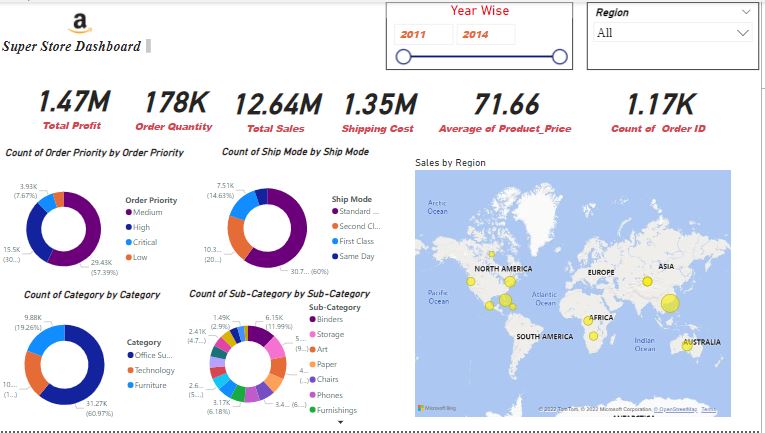 a
Super Store Dashboard
Year Wise
2011 2014
Region
All
1.47M 178K 12.64M 1.35M 71.66 1.17K
Total Profit Order Quantity Total Sales Shipping Cost Average of Product_Price Count of Order ID
Count of Order Priority by Order Priority
3.93K
(7.67%)
15.5K
(30...)
29.43K
(57.39%)
Order Priority
Medium
High
Critical
Low
Count of Ship Mode by Ship Mode
7.51K
(14.63%)
10.3...
(20...)
30.7... (60%)
Ship Mode
Standard ...
Second Cl...
First Class
Same Day
Count of Category by Category
9.88K
(19.26%)
10....
(1...)
31.27K
(60.97%)
Category
Office Su...
Technology
Furniture
Count of Sub-Category by Sub-Category
1.49K
(2.9%)
2.41K
(4.7...)
2.6...
(5....)
3.17K
(6.18%)
3.4... (6...)
4...
(...)
5...
(9...)
6.15K
(11.99%)
Sub-Category
Binders
Storage
Art
Paper
Chairs
Phones
Furnishings
Sales by Region
Arctic
Ocean
NORTH AMERICA
EUROPE
ASIA
Pacific
Ocean
Atlantic
Ocean
AFRICA
SOUTH AMERICA
Indian
Ocean
AUSTRALIA
Microsoft Bing
© 2022 TomTom, © 2022 Microsoft Corporation, © OpenStreetMap Terms